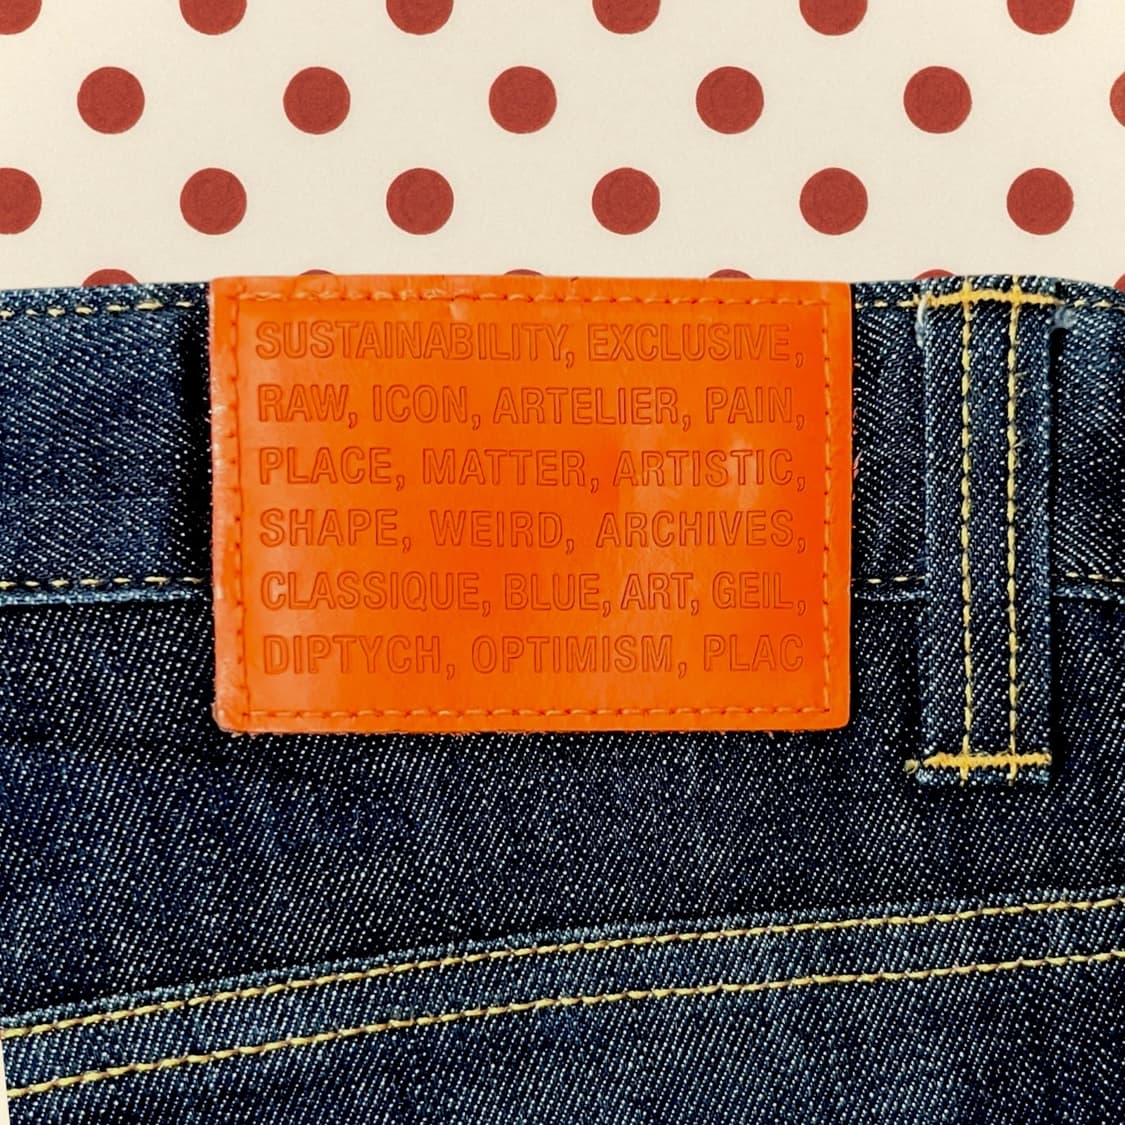 SUSTAINABILITY, EXCLUSIVE,
RAW, ICON, ARTELIER, PAIN,
PLACE, MATTER, ARTISTIC,
SHAPE, WEIRD, ARCHIVES,
CLASSIQUE, BLUE, ART, GEIL,
DIPTYCH, OPTIMISM, PLAC